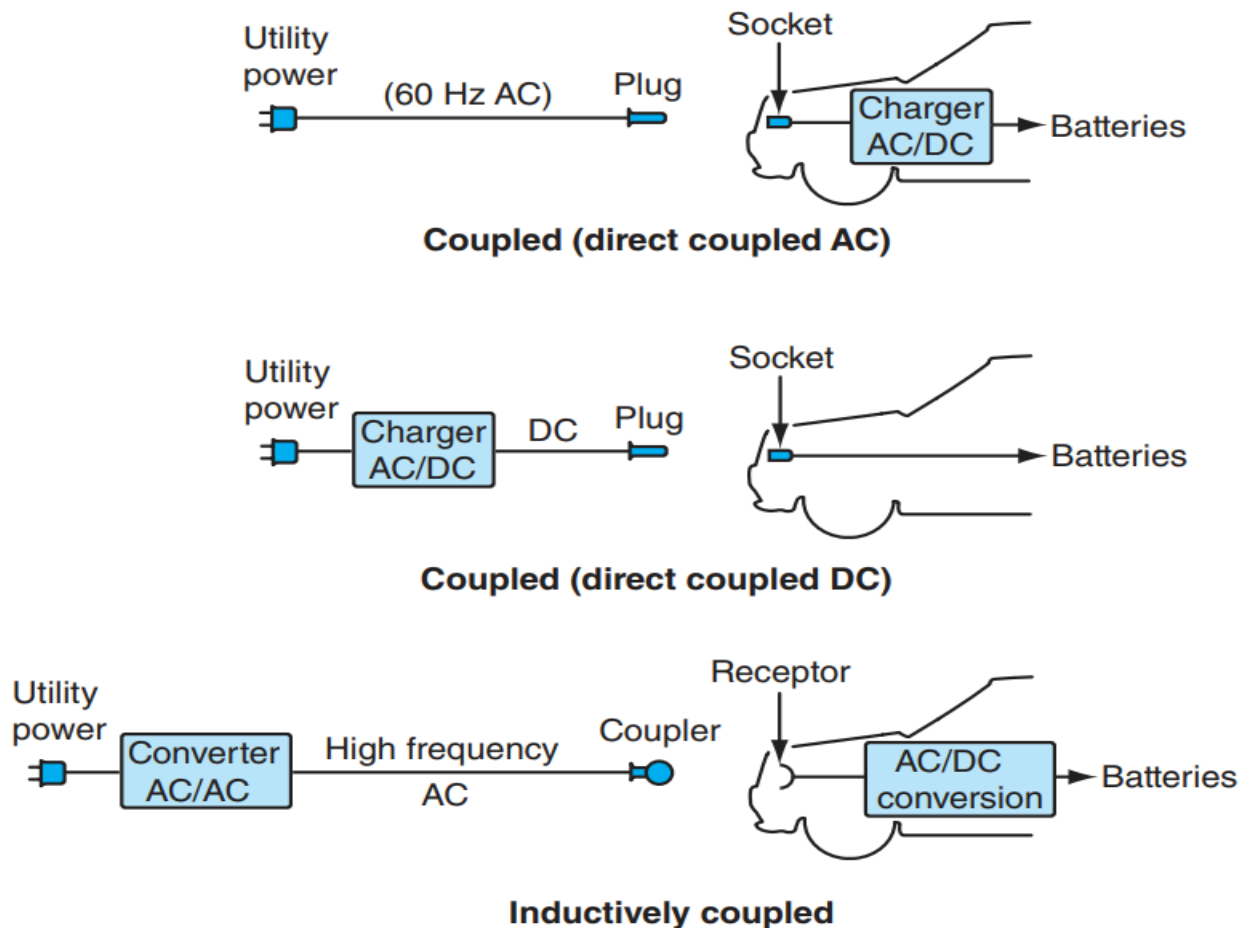 Utility
power
(60 Hz AC)
Plug
Socket
Charger
AC/DC
Batteries
Coupled (direct coupled AC)
Utility
power
Charger
AC/DC
DC
Plug
Socket
Batteries
Coupled (direct coupled DC)
Utility
power
Converter
AC/AC
High frequency
AC
Coupler
Receptor
AC/DC
conversion
Batteries
Inductively coupled